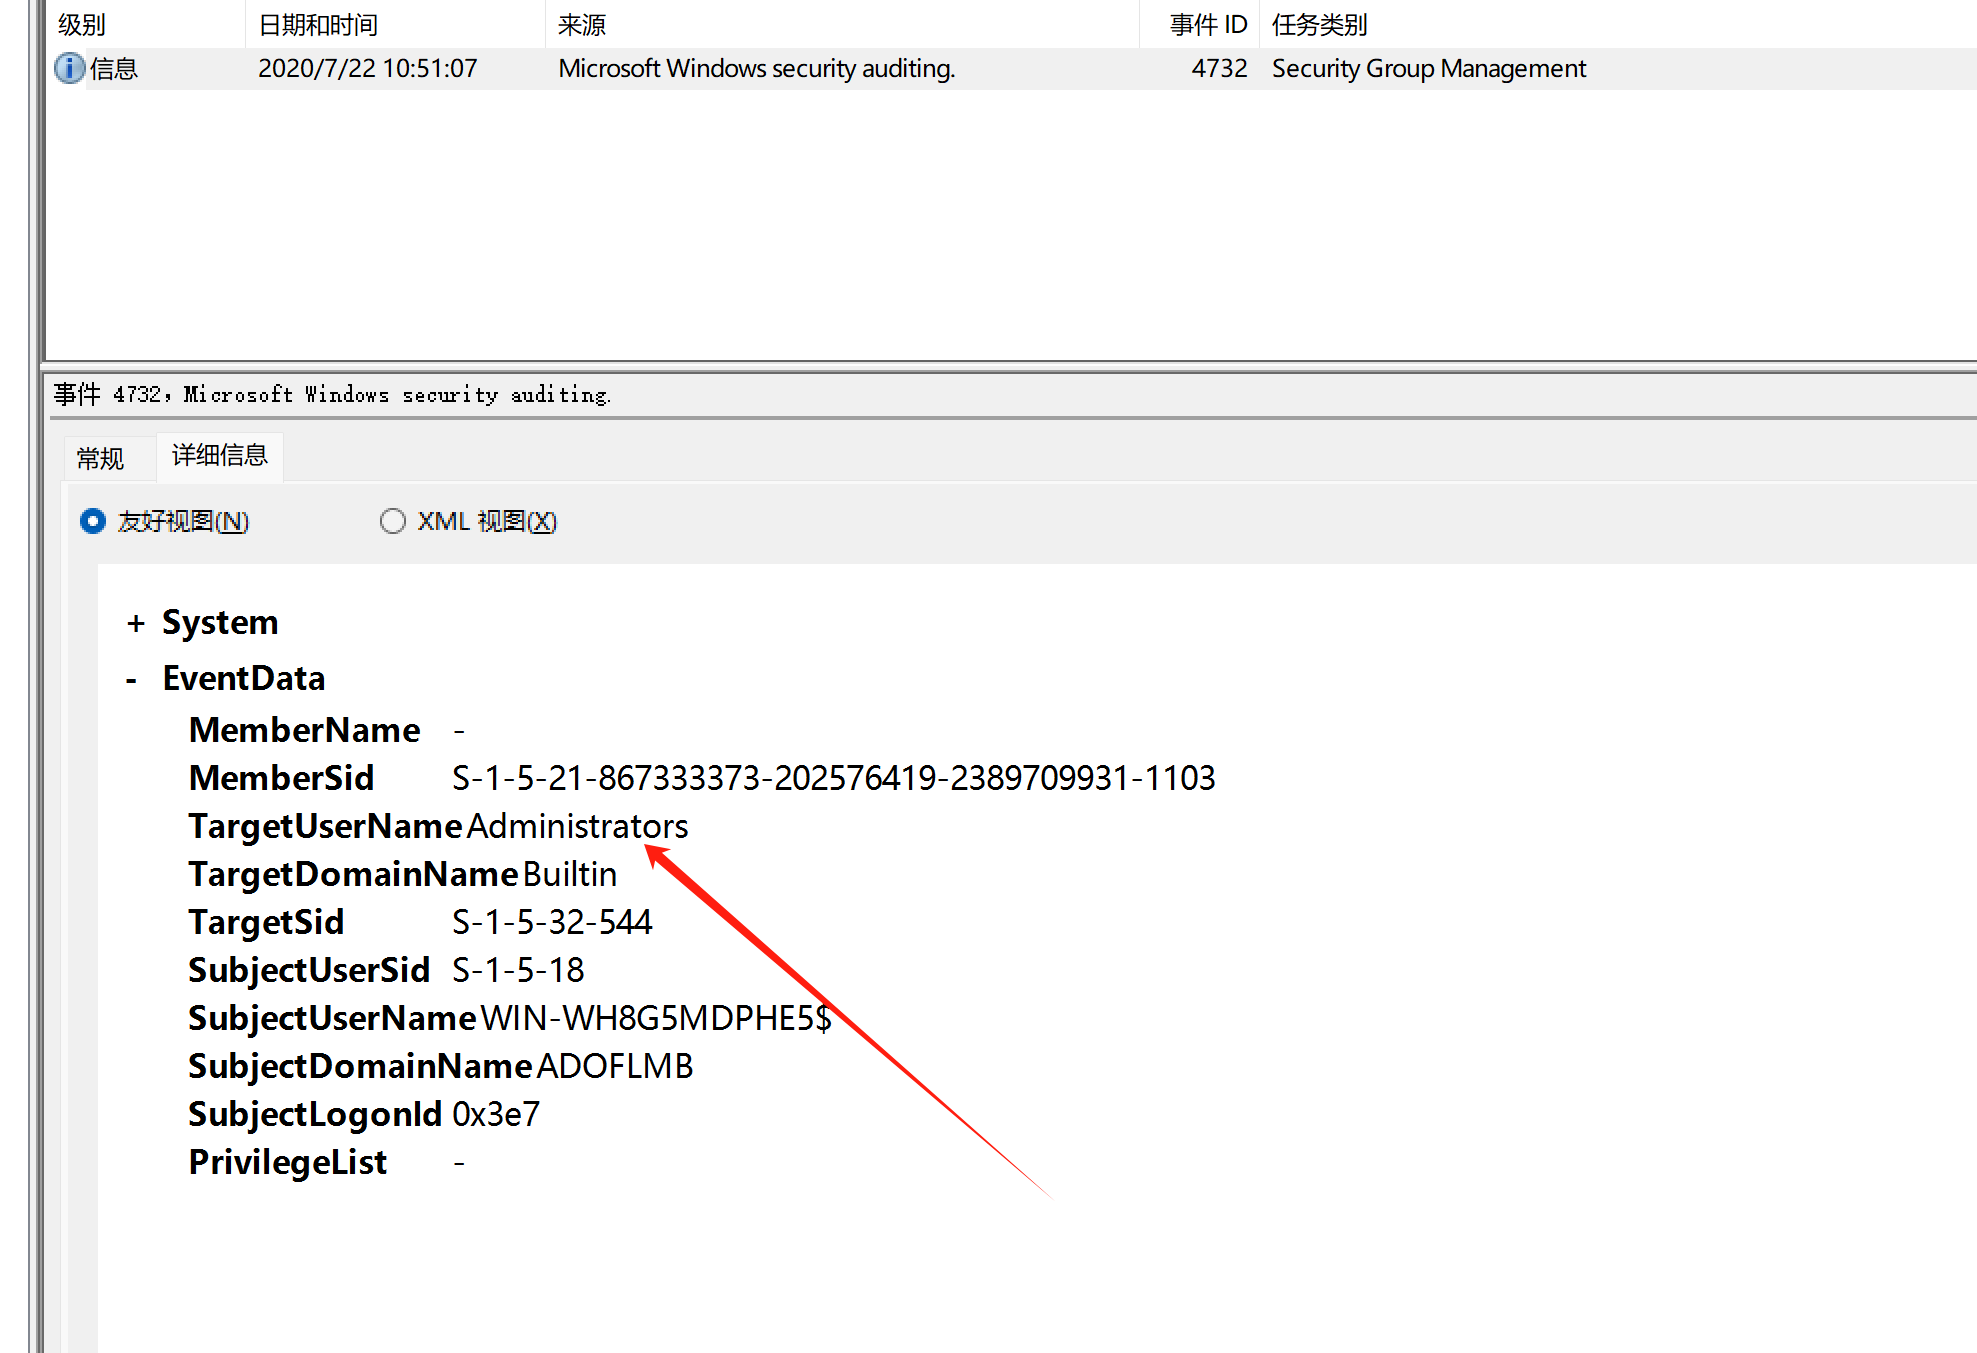 级别 日期和时间 来源 事件 ID 任务类别
信息 2020/7/22 10:51:07 Microsoft Windows security auditing. 4732 Security Group Management
事件 4732，Microsoft Windows security auditing.
常规 详细信息
友好视图(N) XML 视图(X)
+ System
- EventData
MemberName -
MemberSid S-1-5-21-867333373-202576419-2389709931-1103
TargetUserName Administrators
TargetDomainName Builtin
TargetSid S-1-5-32-544
SubjectUserSid S-1-5-18
SubjectUserName WIN-WH8G5MDPHE5$
SubjectDomainName ADOFLMB
SubjectLogonId 0x3e7
PrivilegeList -